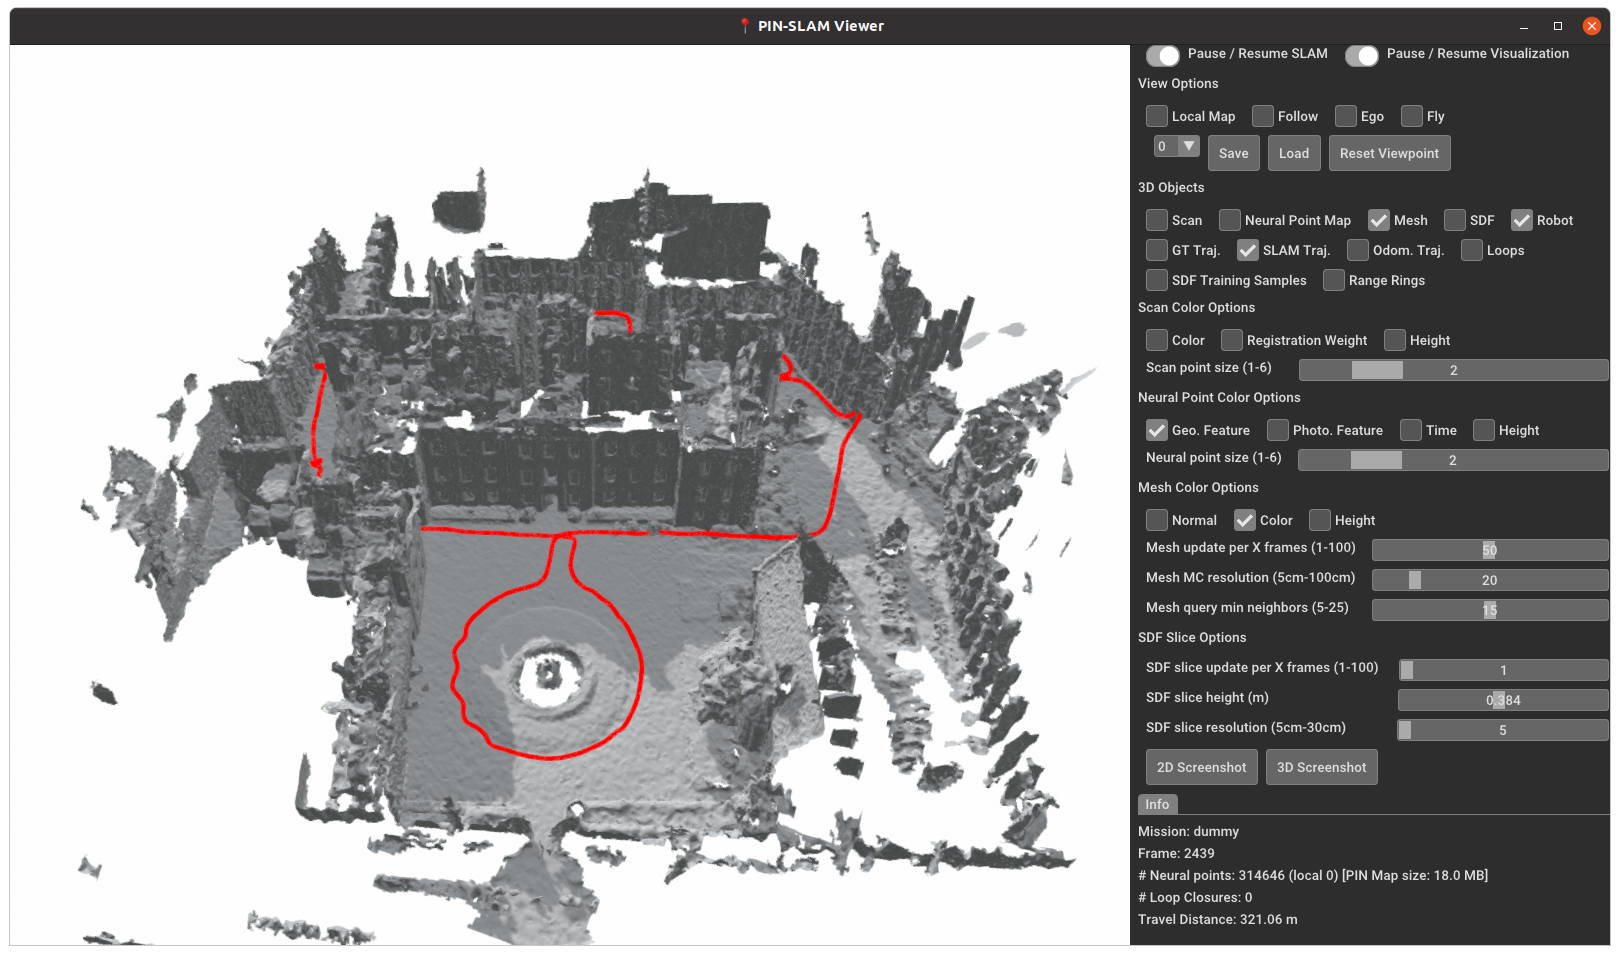 PIN-SLAM Viewer
Pause / Resume SLAM Pause / Resume Visualization
View Options
Local Map Follow Ego Fly
0 Save Load Reset Viewpoint
3D Objects
Scan Neural Point Map Mesh SDF Robot
GT Traj. SLAM Traj. Odom. Traj. Loops
SDF Training Samples Range Rings
Scan Color Options
Color Registration Weight Height
Scan point size (1-6) 2
Neural Point Color Options
Geo. Feature Photo. Feature Time Height
Neural point size (1-6) 2
Mesh Color Options
Normal Color Height
Mesh update per X frames (1-100) 50
Mesh MC resolution (5cm-100cm) 20
Mesh query min neighbors (5-25) 15
SDF Slice Options
SDF slice update per X frames (1-100) 1
SDF slice height (m) 0.384
SDF slice resolution (5cm-30cm) 5
2D Screenshot 3D Screenshot
Info
Mission: dummy
Frame: 2439
# Neural points: 314646 (local 0) [PIN Map size: 18.0 MB]
# Loop Closures: 0
Travel Distance: 321.06 m